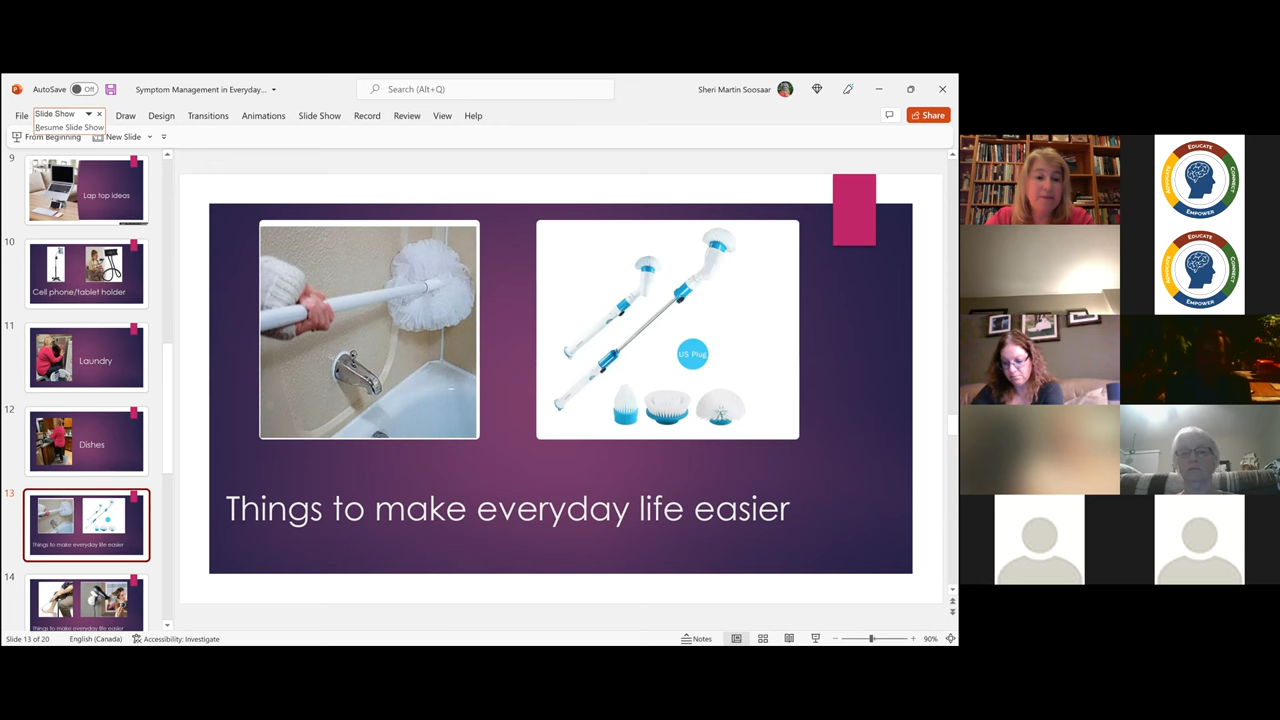 AutoSave Off
Symptom Management in Everyday...
Search (Alt+Q)
Sheri Martin Soosaar
File
Slide Show
Resume Slide Show
Draw
Design
Transitions
Animations
Slide Show
Record
Review
View
Help
Share
From Beginning
New Slide
9
Lap top ideas
10
Cell phone/tablet holder
11
Laundry
12
Dishes
13
Things to make everyday life easier
14
Things to make everyday life easier
US Plug
Things to make everyday life easier
Slide 13 of 20
English (Canada)
Accessibility: Investigate
Notes
90%
EDUCATE
CONNECT
EMPOWER
ADVOCATE
EDUCATE
CONNECT
EMPOWER
ADVOCATE